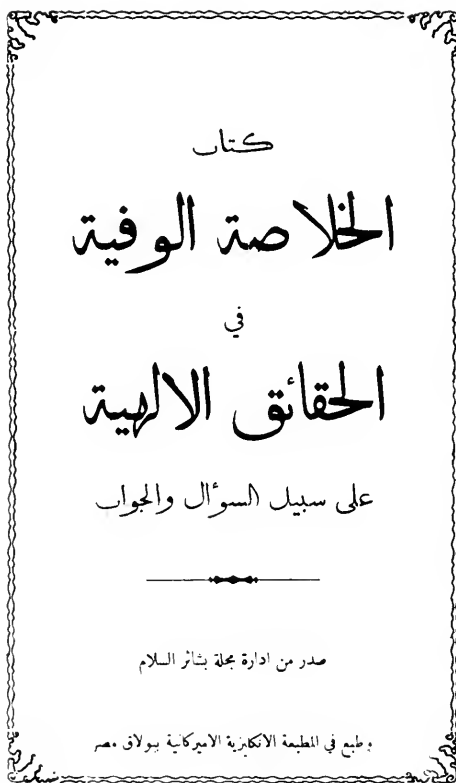 كتاب
الخلاصة الوفية
في
الحقائق الالهية
على سبيل السوأل والجواب
صدر من ادارة مجلة بشائر السلام
وطبع في المطبعة الانكليزية الاميركانية ببولاق مصر